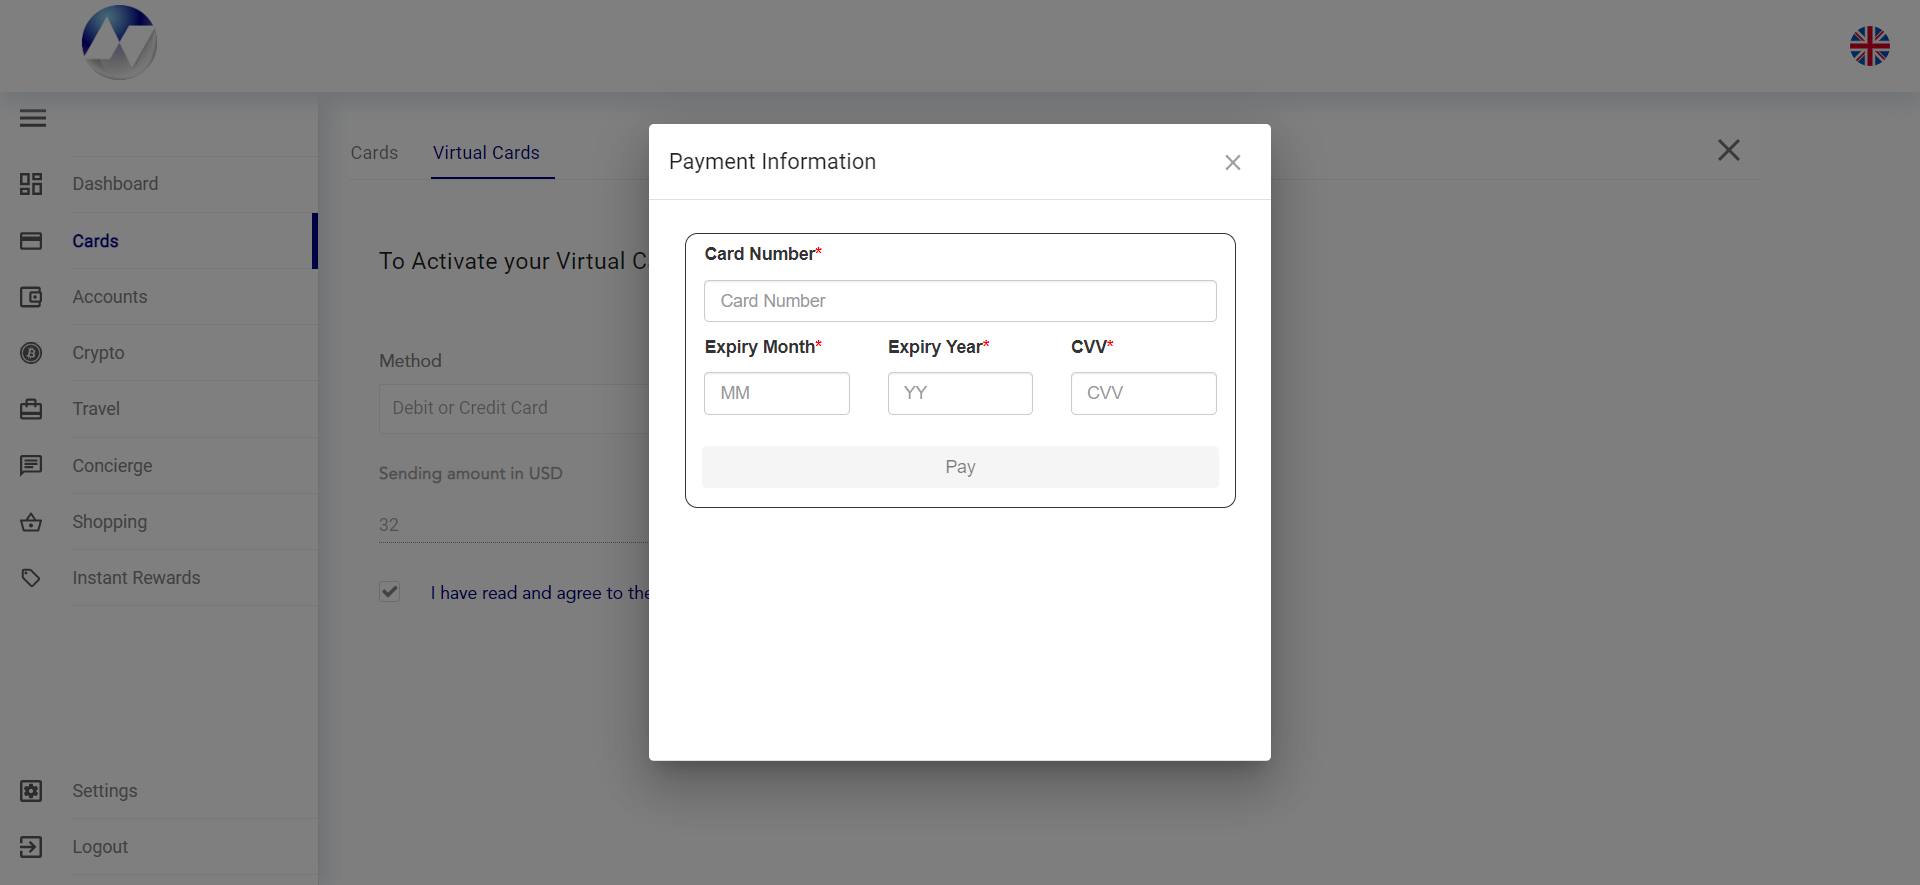 Dashboard
Cards
Accounts
Crypto
Travel
Concierge
Shopping
Instant Rewards
Settings
Logout
Cards
Virtual Cards
To Activate your Virtual C
Method
Debit or Credit Card
Sending amount in USD
32
I have read and agree to the
Payment Information
Card Number*
Card Number
Expiry Month* Expiry Year* CVV*
MM YY CVV
Pay